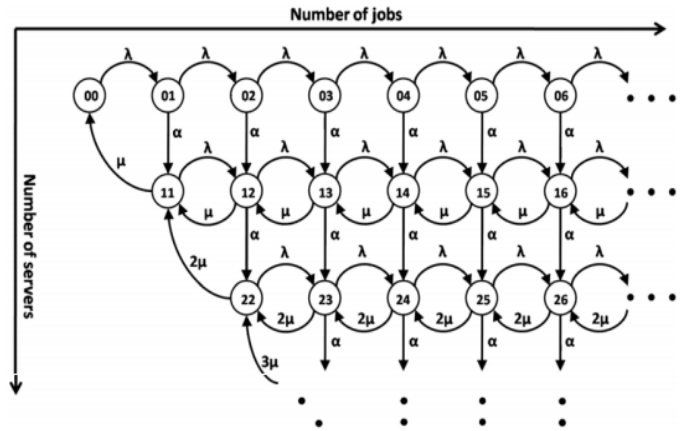 Number of jobs
λ λ λ λ λ λ λ
00 01 02 03 04 05 06
α α α α α α
μ λ λ λ λ λ λ
11 12 13 14 15 16
μ μ μ μ μ μ
α α α α α
2μ λ λ λ λ λ
22 23 24 25 26
2μ 2μ 2μ 2μ 2μ
α α α α
3μ
Number of servers